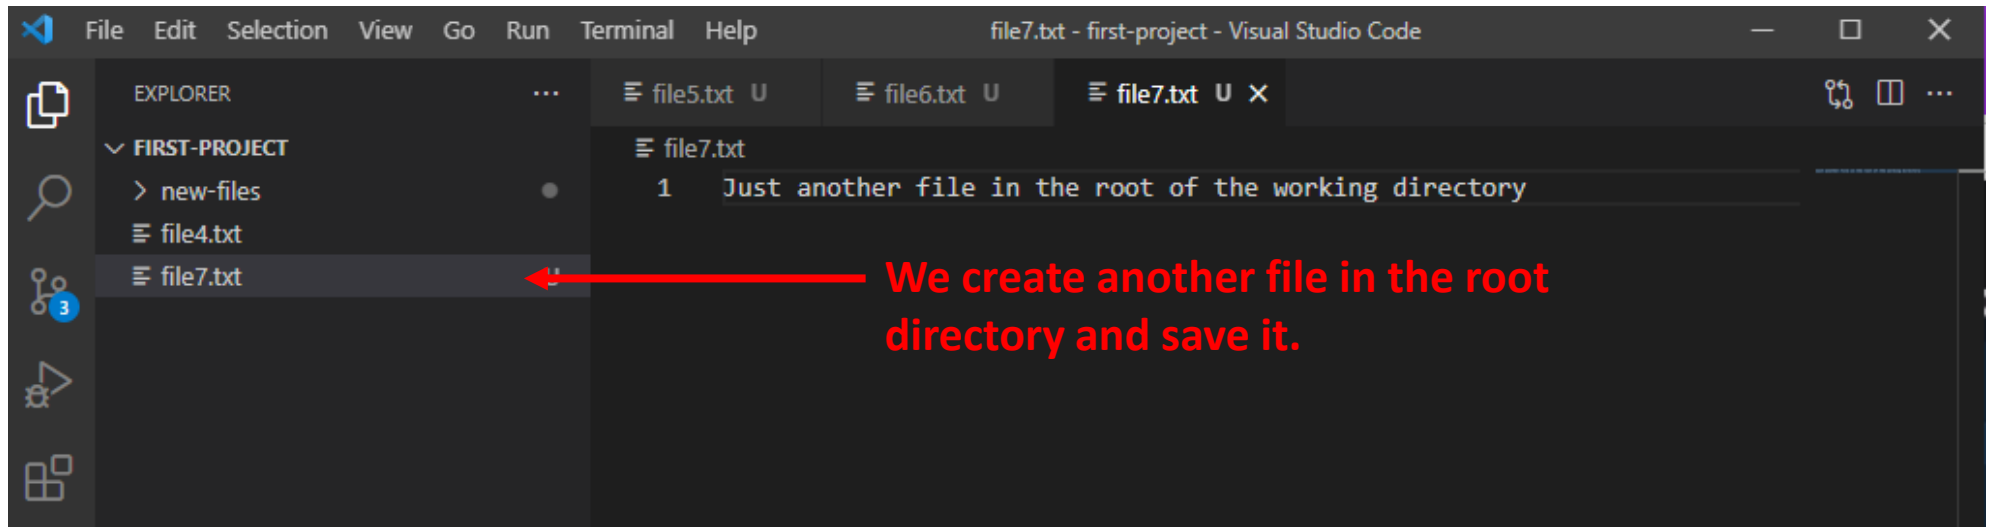 File Edit Selection View Go Run Terminal Help file7.txt - first-project - Visual Studio Code
EXPLORER
file5.txt U file6.txt U file7.txt U
FIRST-PROJECT
file7.txt
new-files
1 Just another file in the root of the working directory
file4.txt
file7.txt U
We create another file in the root
directory and save it.
3